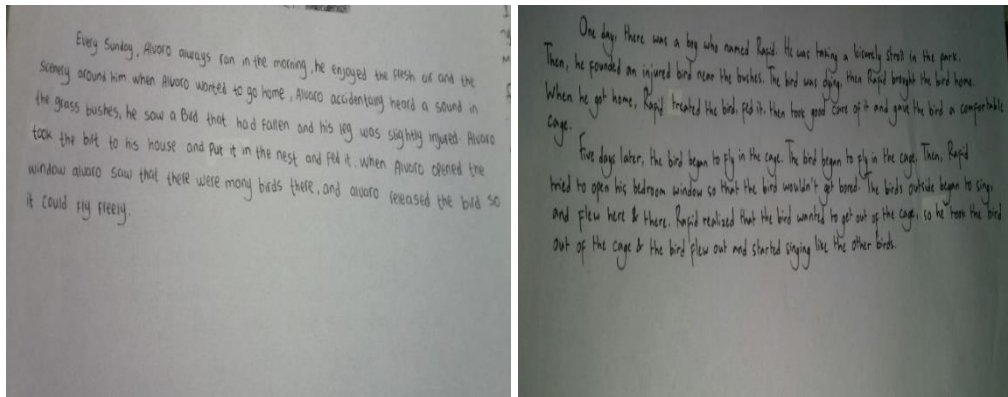 Every Sunday, Alvaro always ran in the morning, he enjoyed the fresh air and the
scenery around him. when Alvaro wanted to go home, Alvaro accidentally heard a sound in
the grass bushes, he saw a Bird that had fallen and his leg was slightly injured. Alvaro
took the bitt to his house and Put it in the nest and Fed it. when Alvaro opened the
window alvaro saw that there were many birds there, and alvaro released the bird so
it could Fly Freely.
One day, there was a boy who named Rafid. He was taking a leisurely stroll in the park.
Then, he founded an injured bird near the bushes. The bird was dying, then Rafid brought the bird home.
When he got home, Rafid treated the bird, fed it, then took good care of it and gave the bird a comfortable
cage.
Five days later, the bird began to fly in the cage. The bird began to fly in the cage. Then, Rafid
tried to open his bedroom window so that the bird wouldn't get bored. The birds outside began to sing,
and flew here & there. Rafid realized that the bird wanted to get out of the cage, so he took the bird
out of the cage & the bird flew out and started singing like the other birds.